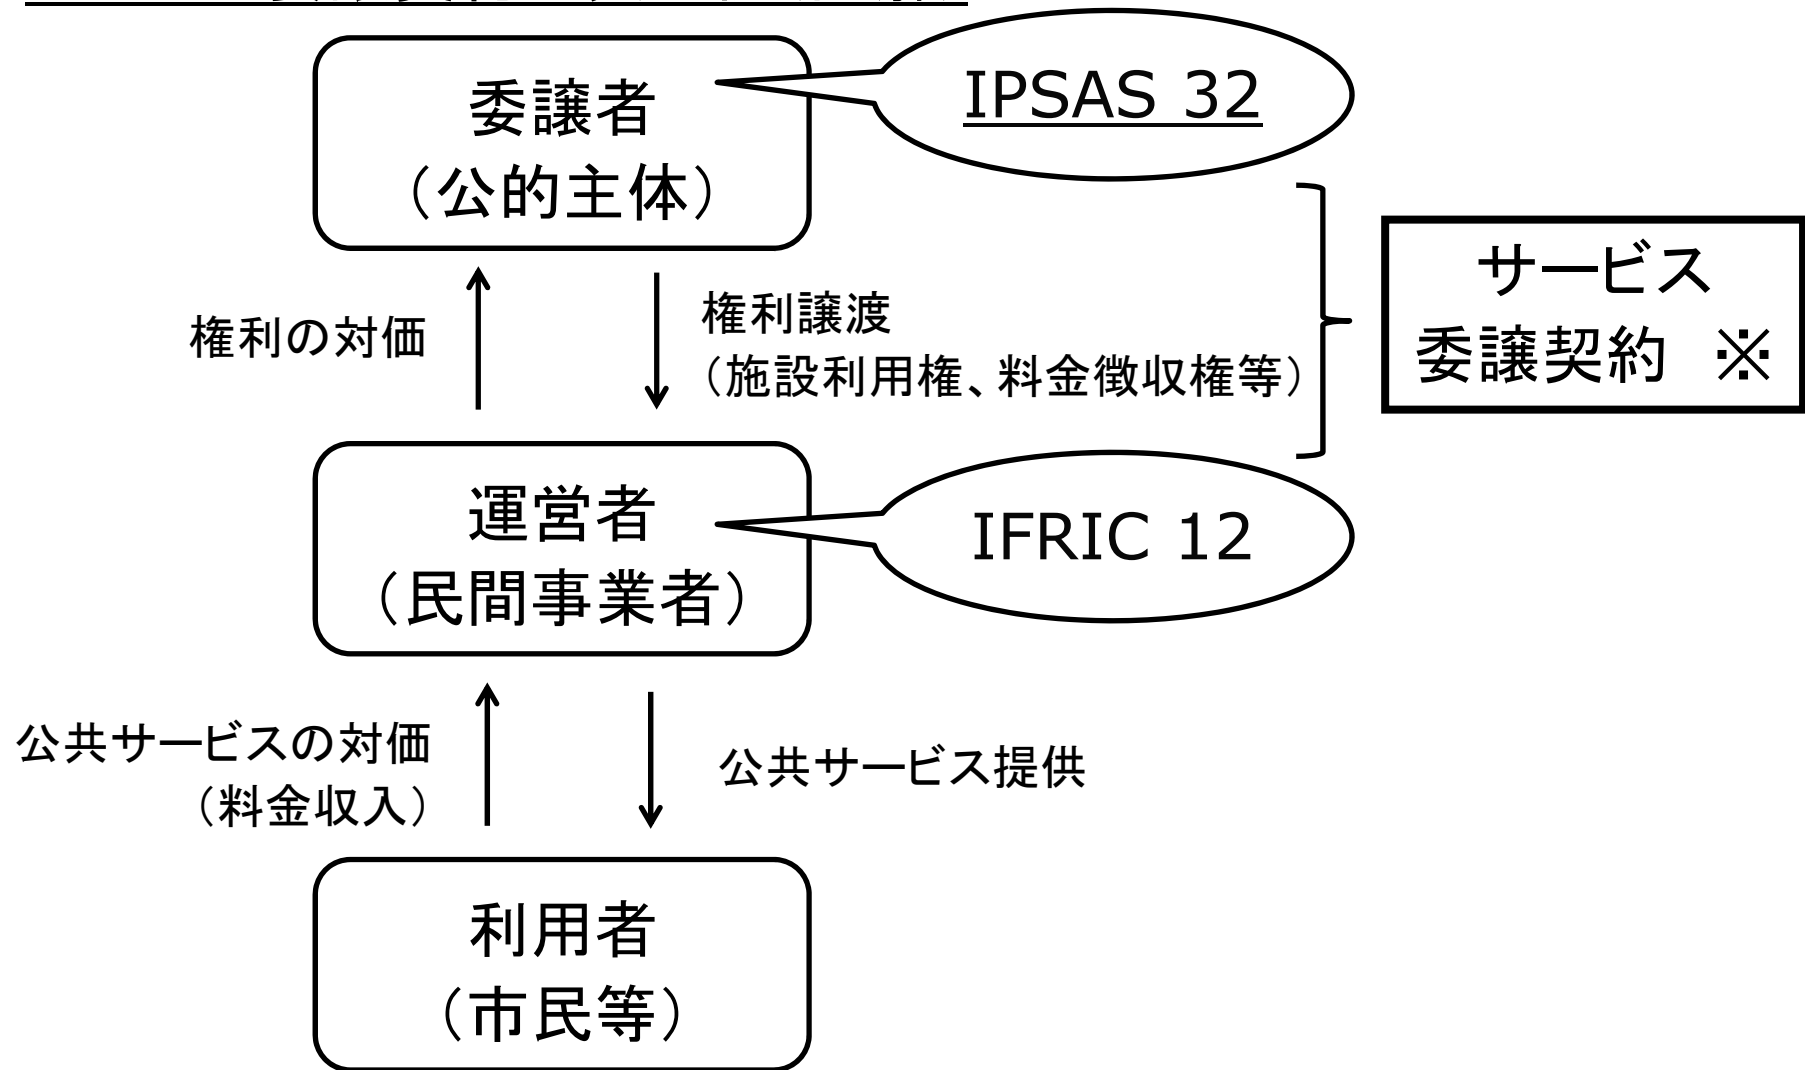 委譲者
（公的主体）
IPSAS 32
権利の対価
権利譲渡
（施設利用権、料金徴収権等）
サービス
委譲契約　※
運営者
（民間事業者）
IFRIC 12
公共サービスの対価
（料金収入）
公共サービス提供
利用者
（市民等）